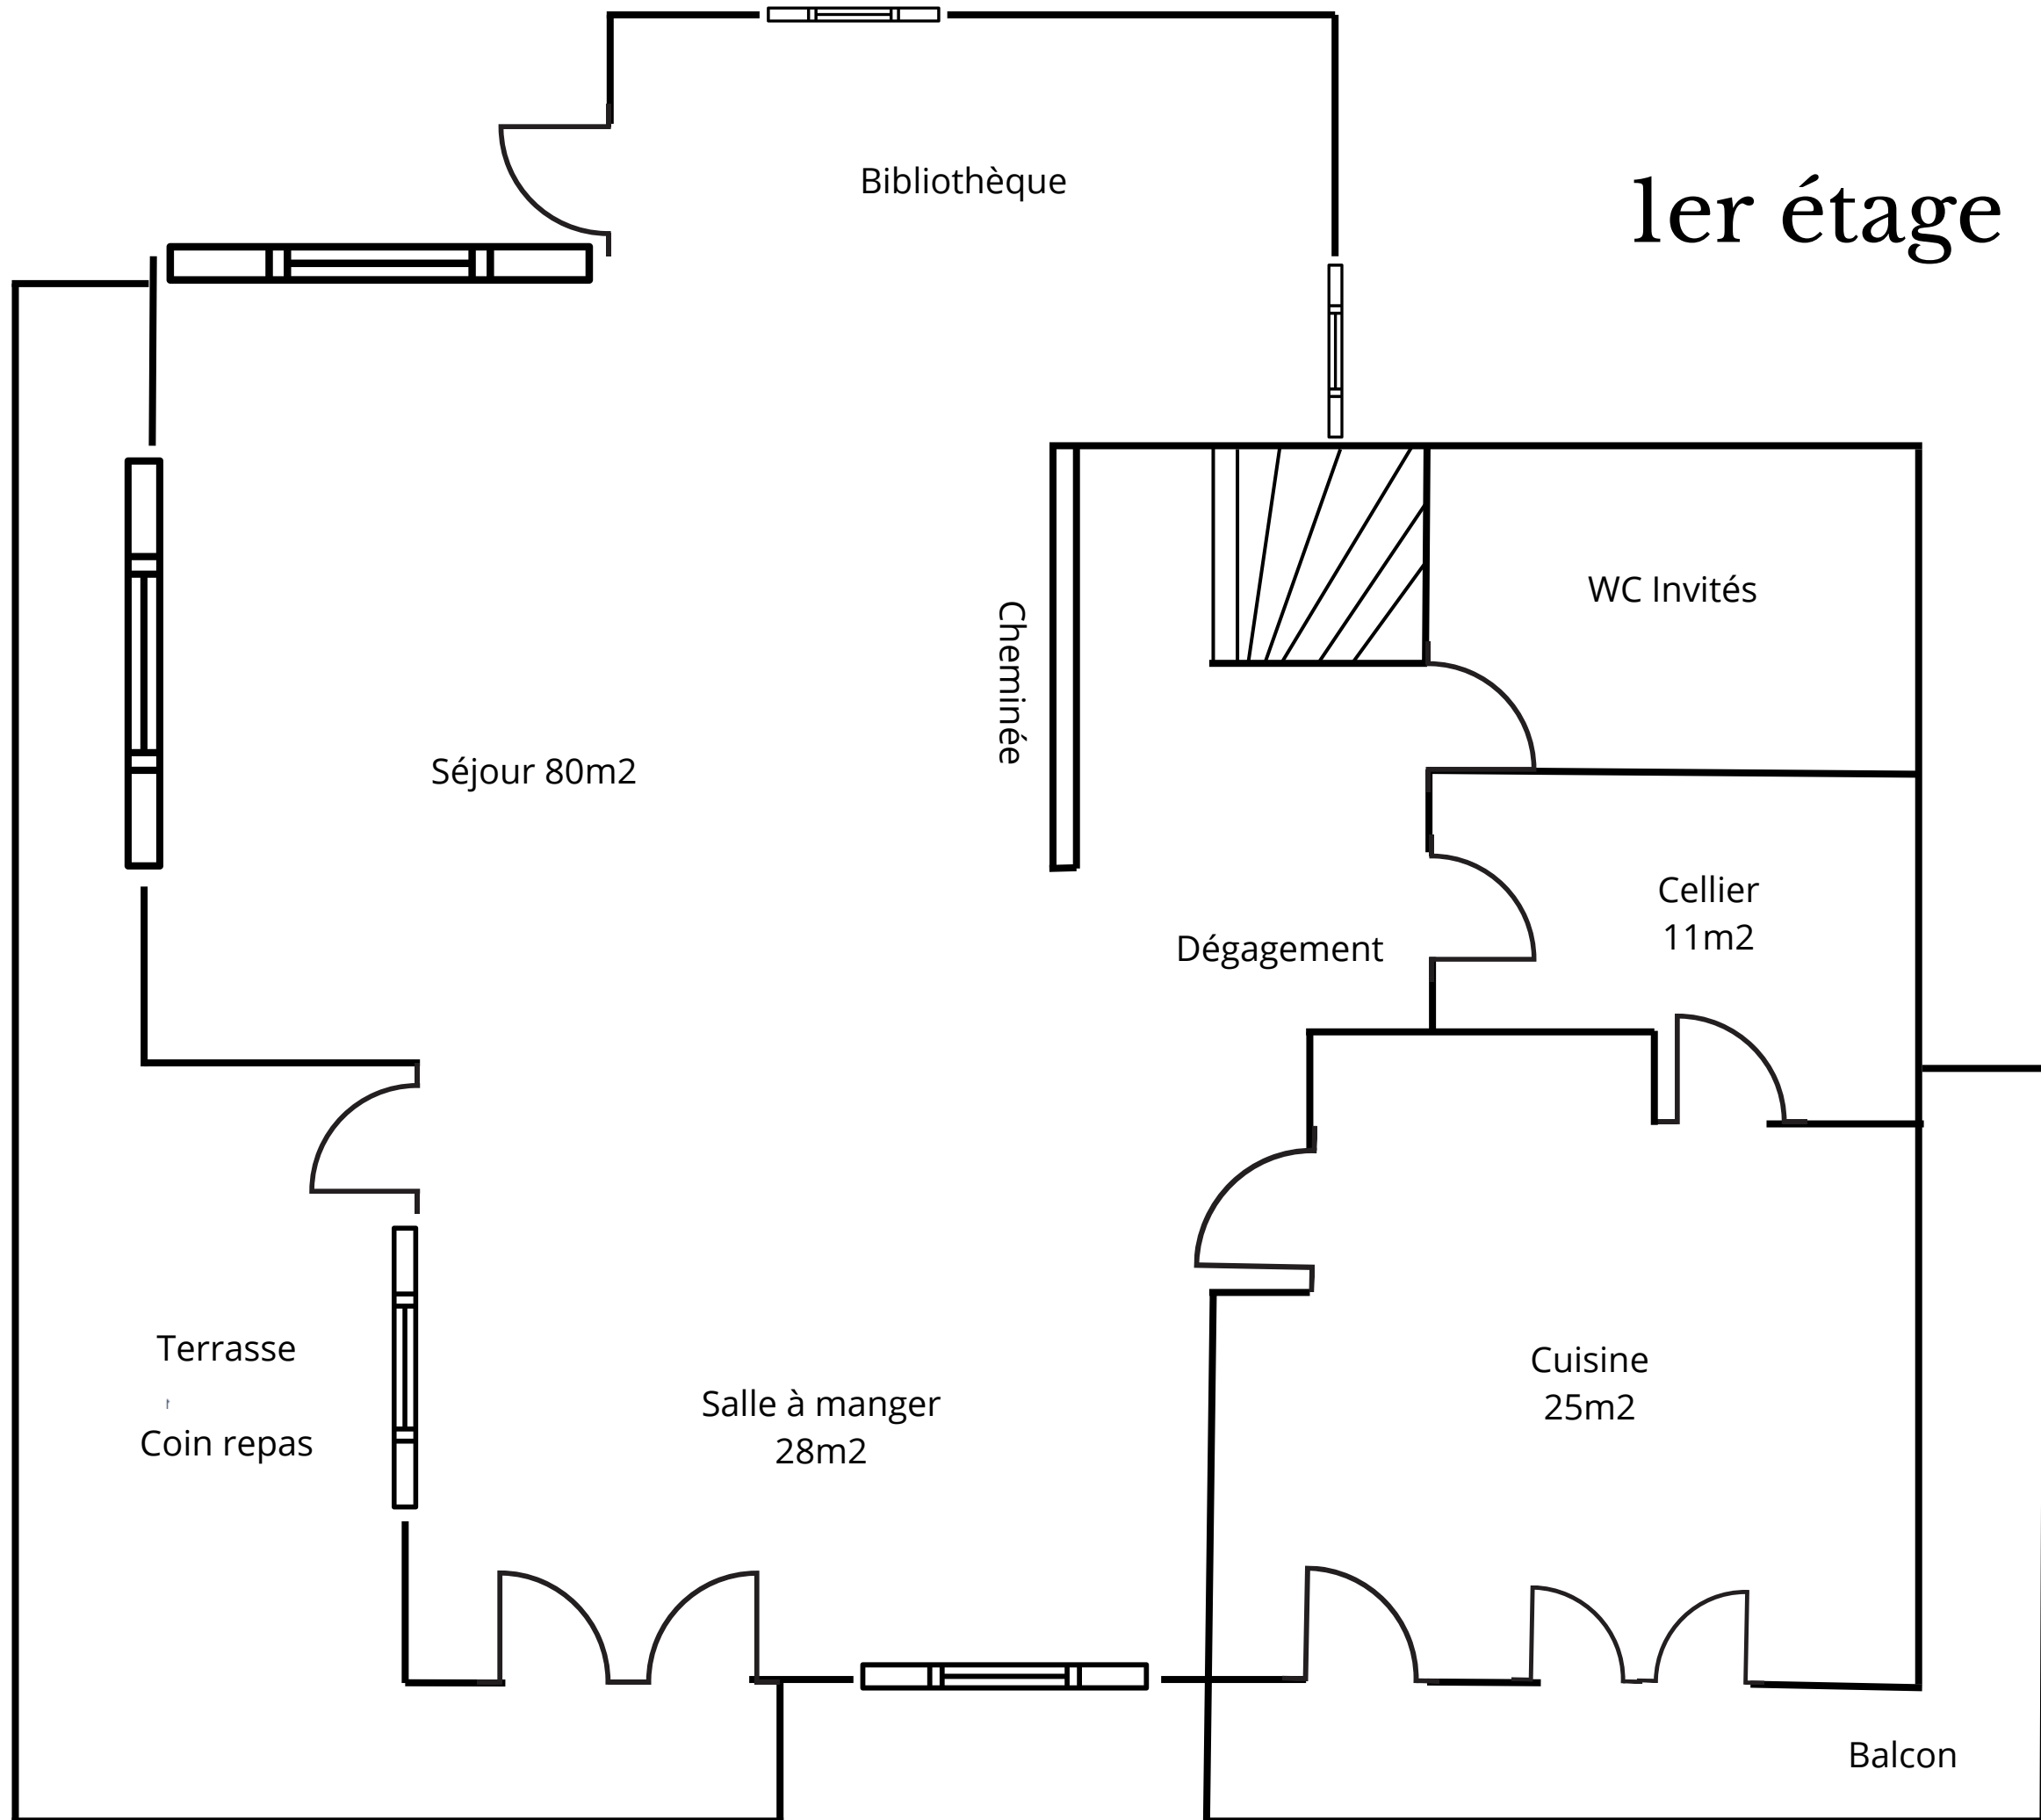 Bibliothèque
1er étage
WC Invités
Cheminée
Séjour 80m2
Cellier
11m2
Dégagement
Terrasse
Coin repas
Salle à manger
28m2
Cuisine
25m2
Balcon